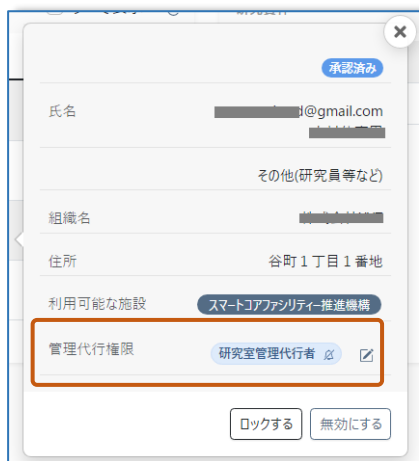 承認済み
氏名
d@gmail.com
その他(研究員等など)
組織名
住所
谷町1丁目1番地
利用可能な施設
スマートコアファシリティー推進機構
管理代行権限
研究室管理代行者
ロックする
無効にする